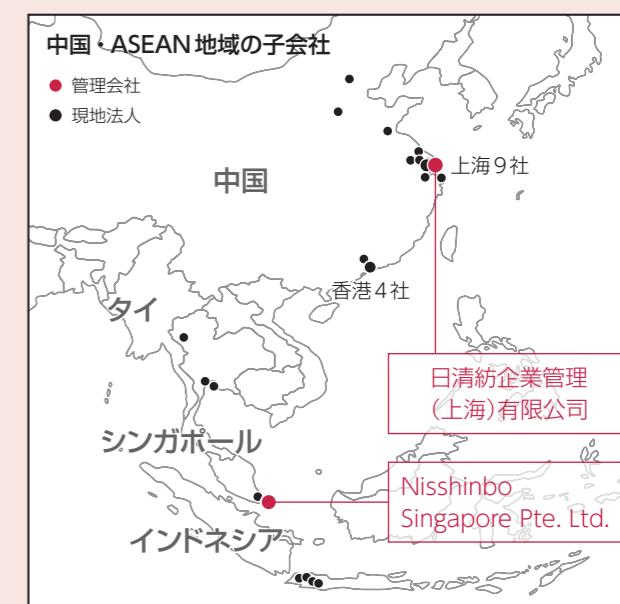 中国・ASEAN地域の子会社
● 管理会社
● 現地法人
中国
上海9社
香港4社
タイ
日清紡企業管理
(上海)有限公司
シンガポール
Nisshinbo
Singapore Pte. Ltd.
インドネシア